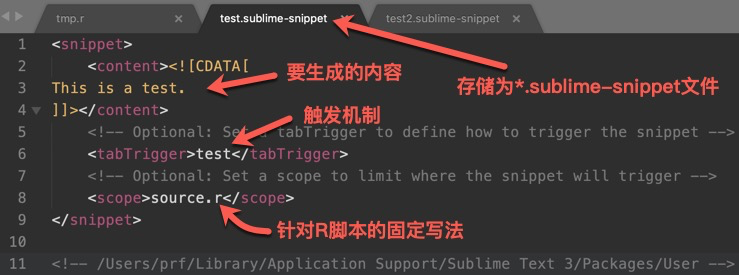 tmp.r
test.sublime-snippet
test2.sublime-snippet
1 <snippet>
2 <content><![CDATA[
3 This is a test.
要生成的内容
存储为*.sublime-snippet文件
4 ]]></content>
触发机制
5 <!-- Optional: Set a tabTrigger to define how to trigger the snippet -->
6 <tabTrigger>test</tabTrigger>
7 <!-- Optional: Set a scope to limit where the snippet will trigger -->
8 <scope>source.r</scope>
9 </snippet>
针对R脚本的固定写法
10
11 <!-- /Users/prf/Library/Application Support/Sublime Text 3/Packages/User -->